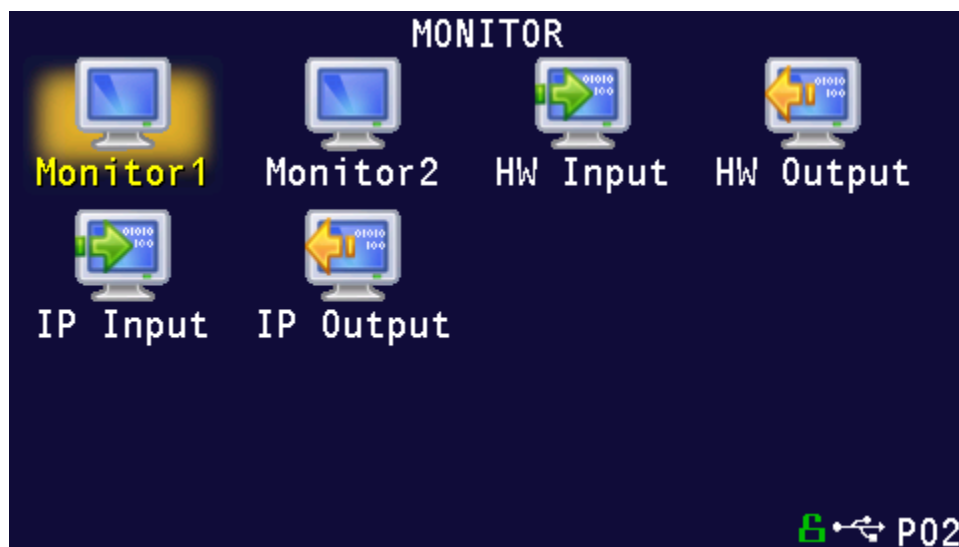 MONITOR
Monitor1 Monitor2 HW Input HW Output
IP Input IP Output
P02